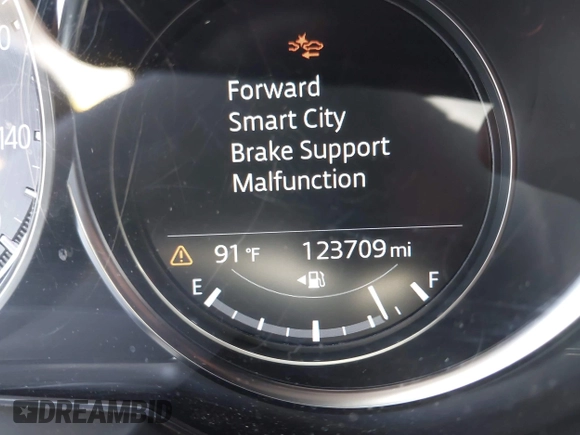 140
Forward
Smart City
Brake Support
Malfunction
91 °F 123709 mi
E F
DREAMBID